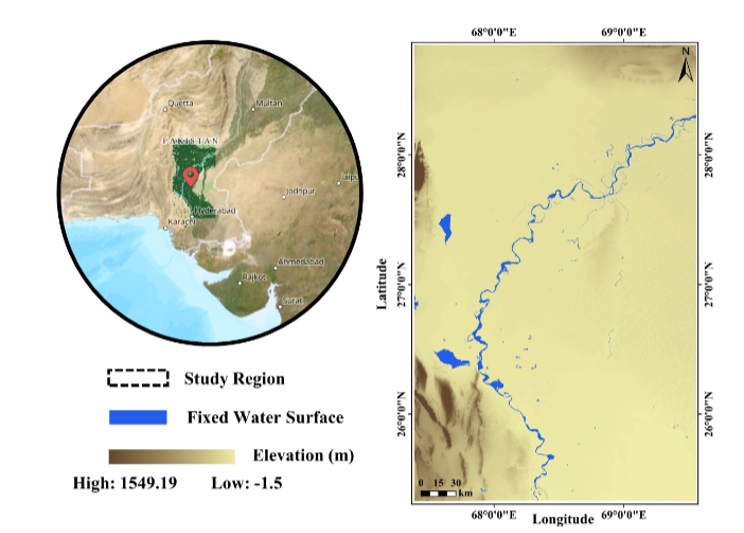 Quetta
Multan
PAKISTAN
Jodhpur
Hyderabad
Karachi
Ahmedabad
Rajkot
Surat
Study Region
Fixed Water Surface
Elevation (m)
High: 1549.19 Low: -1.5
68°0'0"E 69°0'0"E
N
28°0'0"N 28°0'0"N
Latitude
27°0'0"N 27°0'0"N
26°0'0"N 26°0'0"N
0 15 30
km
68°0'0"E 69°0'0"E
Longitude